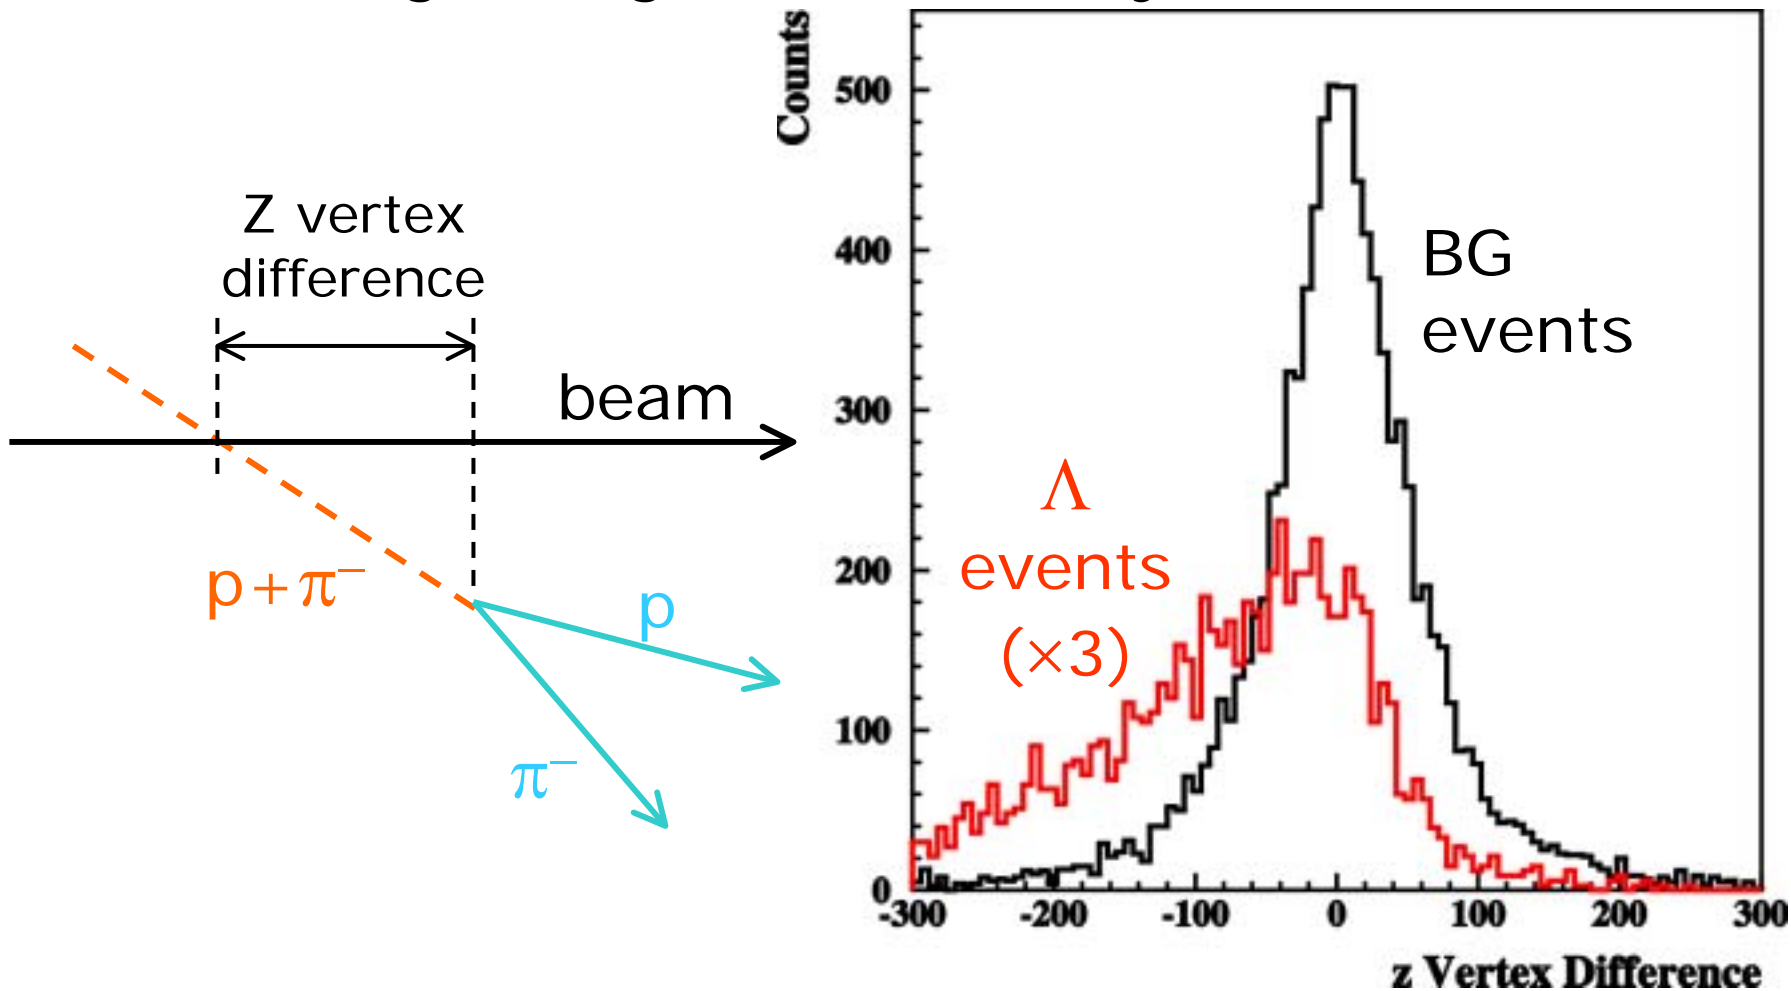 Z vertex
difference
beam
p+π⁻
p
π⁻
Counts
500
400
300
200
100
0
BG
events
Λ
events
(×3)
-300 -200 -100 0 100 200 300
z Vertex Difference